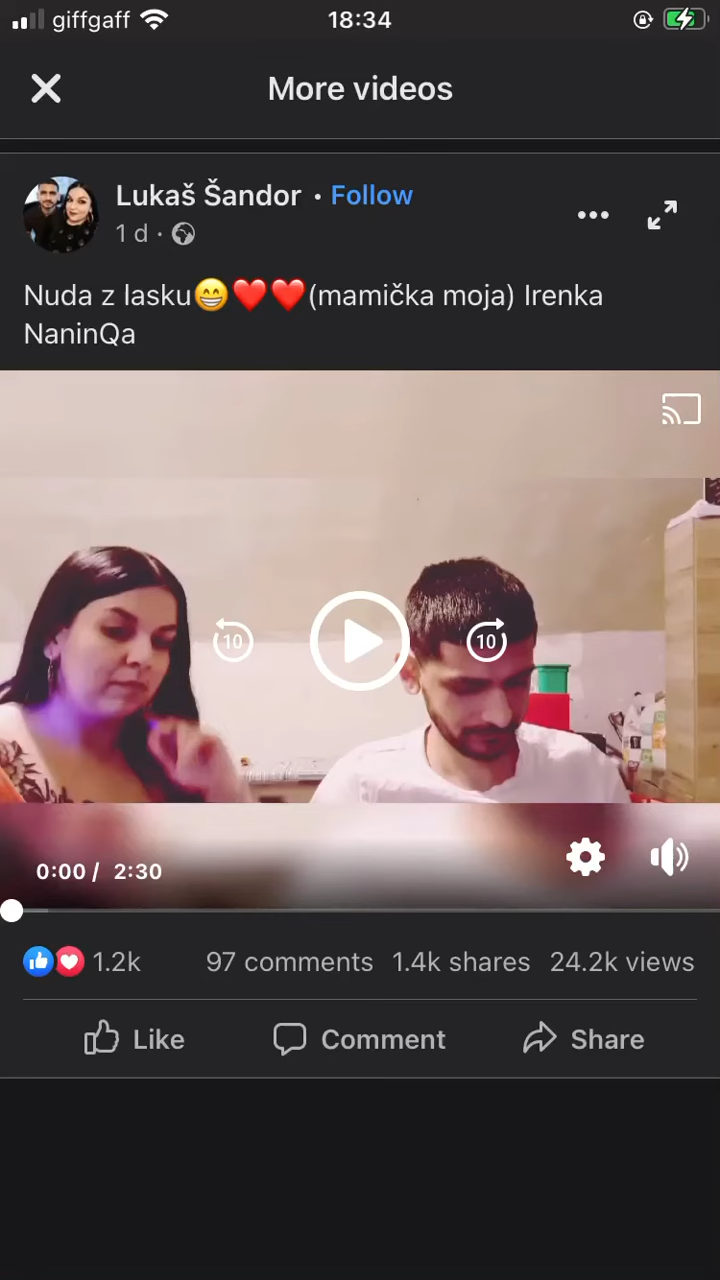 giffgaff 18:34
More videos
Lukaš Šandor · Follow
1 d ·
Nuda z lasku😁❤️❤️(mamička moja) Irenka
NaninQa
10 10
0:00 / 2:30
1.2k 97 comments 1.4k shares 24.2k views
Like Comment Share